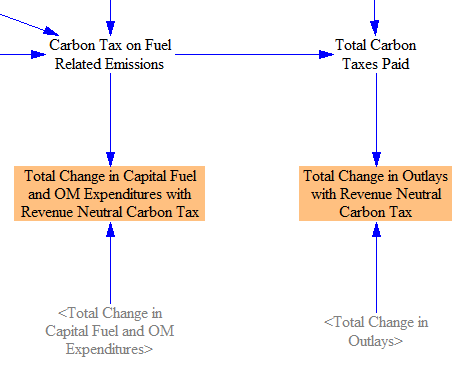 Carbon Tax on Fuel
Related Emissions
Total Carbon
Taxes Paid
Total Change in Capital Fuel
and OM Expenditures with
Revenue Neutral Carbon Tax
Total Change in Outlays
with Revenue Neutral
Carbon Tax
<Total Change in
Capital Fuel and OM
Expenditures>
<Total Change in
Outlays>